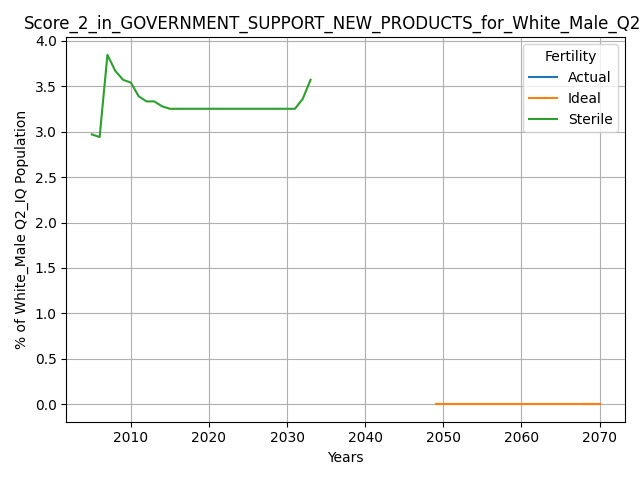 Score_2_in_GOVERNMENT_SUPPORT_NEW_PRODUCTS_for_White_Male_Q2
Fertility
Actual
Ideal
Sterile
% of White_Male Q2_IQ Population
4.0
3.5
3.0
2.5
2.0
1.5
1.0
0.5
0.0
2010 2020 2030 2040 2050 2060 2070
Years